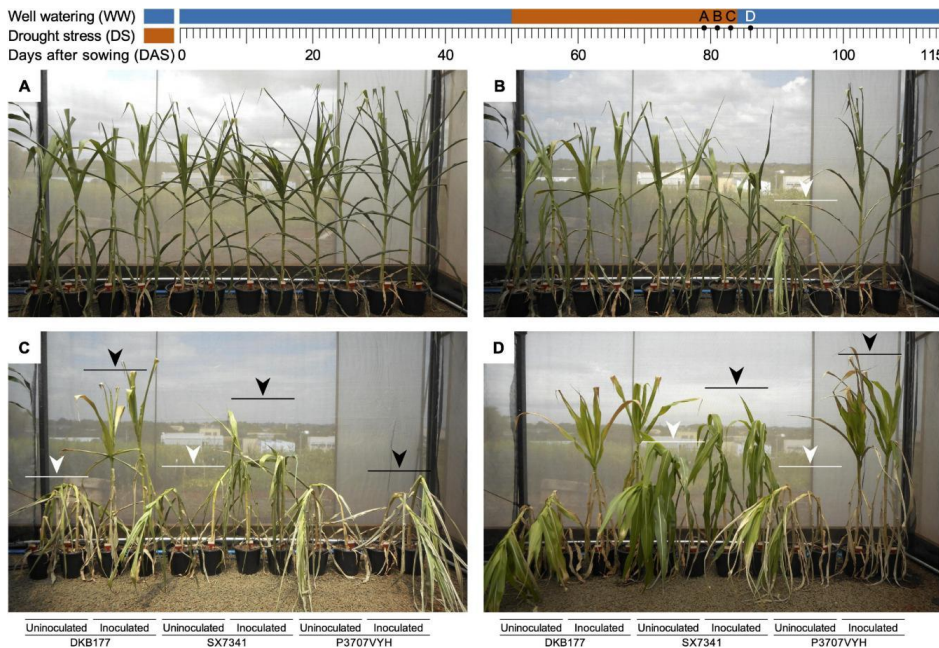 Well watering (WW)
Drought stress (DS)
Days after sowing (DAS) 0 20 40 60 80 100 115
A B C D
A
B
C
D
Uninoculated Inoculated Uninoculated Inoculated Uninoculated Inoculated
DKB177 SX7341 P3707VYH
Uninoculated Inoculated Uninoculated Inoculated Uninoculated Inoculated
DKB177 SX7341 P3707VYH